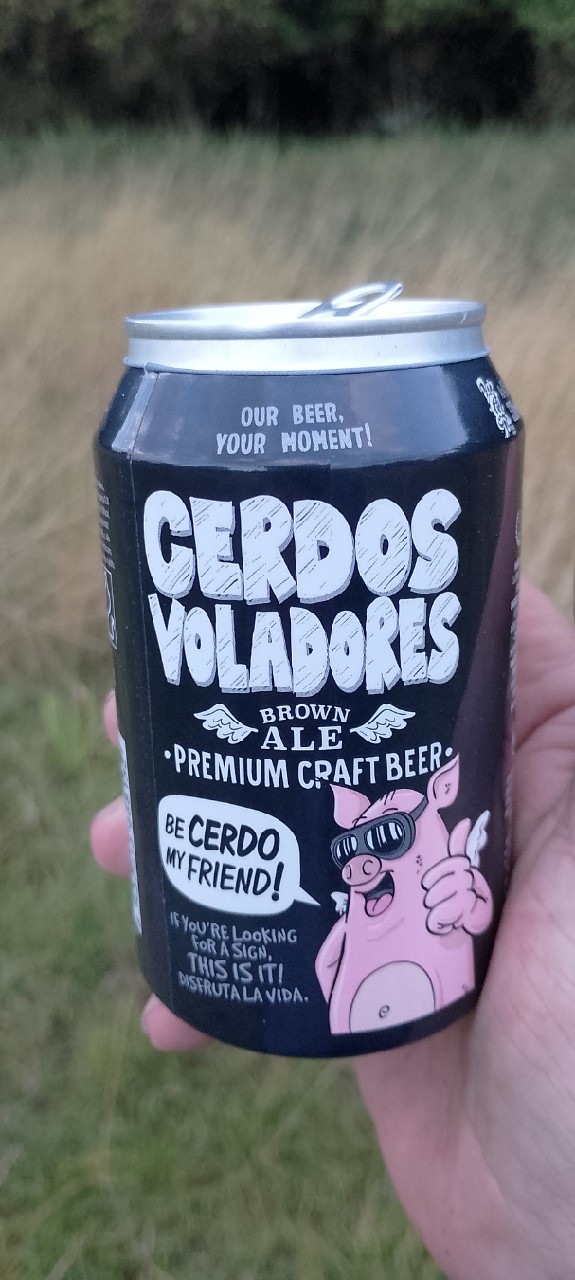 OUR BEER,
YOUR MOMENT!
CERDOS
VOLADORES
BROWN
ALE
•PREMIUM CRAFT BEER•
BE CERDO
MY FRIEND!
IF YOU'RE LOOKING
FOR A SIGN,
THIS IS IT!
DISFRUTA LA VIDA.